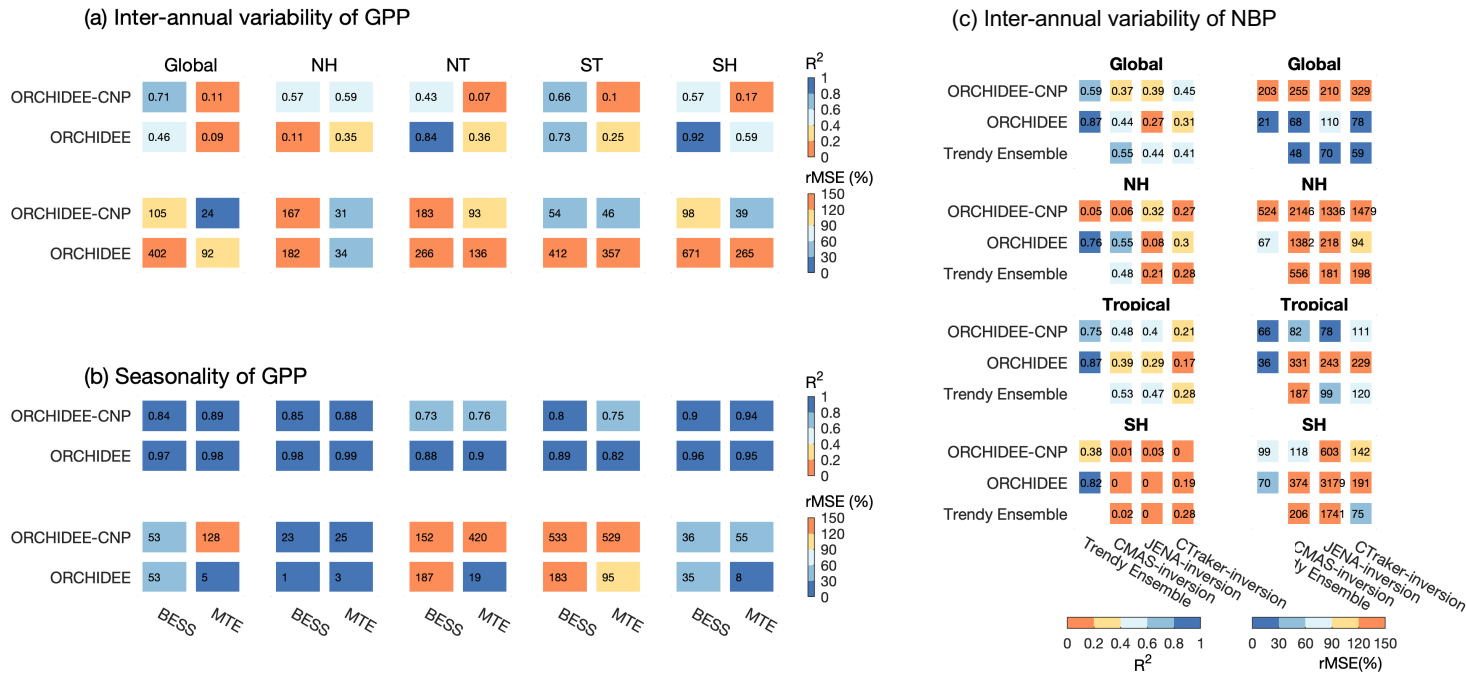 (a) Inter-annual variability of GPP
Global NH NT ST SH R2
ORCHIDEE-CNP 0.71 0.11 0.57 0.59 0.43 0.07 0.66 0.1 0.57 0.17
ORCHIDEE 0.46 0.09 0.11 0.35 0.84 0.36 0.73 0.25 0.92 0.59
1
0.8
0.6
0.4
0.2
0
rMSE (%)
ORCHIDEE-CNP 105 24 167 31 183 93 54 46 98 39
ORCHIDEE 402 92 182 34 266 136 412 357 671 265
150
120
90
60
30
0
(b) Seasonality of GPP
R2
ORCHIDEE-CNP 0.84 0.89 0.85 0.88 0.73 0.76 0.8 0.75 0.9 0.94
ORCHIDEE 0.97 0.98 0.98 0.99 0.88 0.9 0.89 0.82 0.96 0.95
1
0.8
0.6
0.4
0.2
0
rMSE (%)
ORCHIDEE-CNP 53 128 23 25 152 420 533 529 36 55
ORCHIDEE 53 5 1 3 187 19 183 95 35 8
150
120
90
60
30
0
BESS MTE BESS MTE BESS MTE BESS MTE BESS MTE
(c) Inter-annual variability of NBP
Global Global
ORCHIDEE-CNP 0.59 0.37 0.39 0.45 203 255 210 329
ORCHIDEE 0.87 0.44 0.27 0.31 21 68 110 78
Trendy Ensemble 0.55 0.44 0.41 48 70 59
NH NH
ORCHIDEE-CNP 0.05 0.06 0.32 0.27 524 2146 1336 1479
ORCHIDEE 0.76 0.55 0.08 0.3 67 1382 218 94
Trendy Ensemble 0.48 0.21 0.28 556 181 198
Tropical Tropical
ORCHIDEE-CNP 0.75 0.48 0.4 0.21 66 82 78 111
ORCHIDEE 0.87 0.39 0.29 0.17 36 331 243 229
Trendy Ensemble 0.53 0.47 0.28 187 99 120
SH SH
ORCHIDEE-CNP 0.38 0.01 0.03 0 99 118 603 142
ORCHIDEE 0.82 0 0 0.19 70 374 3179 191
Trendy Ensemble 0.02 0 0.28 206 1741 75
Trendy Ensemble
CMAS-inversion
JENA-inversion
CTraker-inversion
dy Ensemble
CMAS-inversion
JENA-inversion
CTraker-inversion
0 0.2 0.4 0.6 0.8 1
R2
0 30 60 90 120 150
rMSE(%)